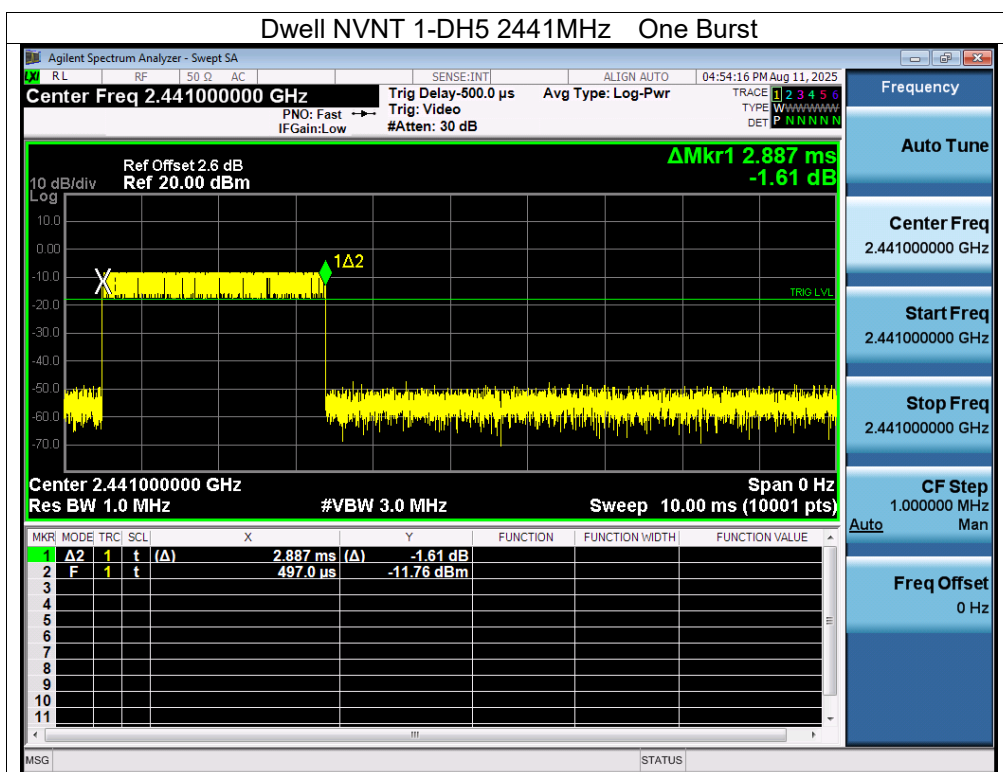 Dwell NVNT 1-DH5 2441MHz One Burst
Agilent Spectrum Analyzer - Swept SA
LXI RL RF 50 Ω AC SENSE:INT ALIGN AUTO 04:54:16 PM Aug 11, 2025
Center Freq 2.441000000 GHz
PNO: Fast
IFGain:Low
Trig Delay-500.0 µs
Trig: Video
#Atten: 30 dB
Avg Type: Log-Pwr
TRACE 1 2 3 4 5 6
TYPE WWWWWW
DET P N N N N N
Frequency
Auto Tune
Center Freq
2.441000000 GHz
Start Freq
2.441000000 GHz
Stop Freq
2.441000000 GHz
CF Step
1.000000 MHz
Auto Man
Freq Offset
0 Hz
ΔMkr1 2.887 ms
-1.61 dB
Ref Offset 2.6 dB
10 dB/div Ref 20.00 dBm
Log
10.0
0.00
-10.0
-20.0
-30.0
-40.0
-50.0
-60.0
-70.0
1Δ2
TRIG LVL
Center 2.441000000 GHz Span 0 Hz
Res BW 1.0 MHz #VBW 3.0 MHz Sweep 10.00 ms (10001 pts)
MKR MODE TRC SCL X Y FUNCTION FUNCTION WIDTH FUNCTION VALUE
1 Δ2 1 t (Δ) 2.887 ms (Δ) -1.61 dB
2 F 1 t 497.0 µs -11.76 dBm
3
4
5
6
7
8
9
10
11
MSG STATUS